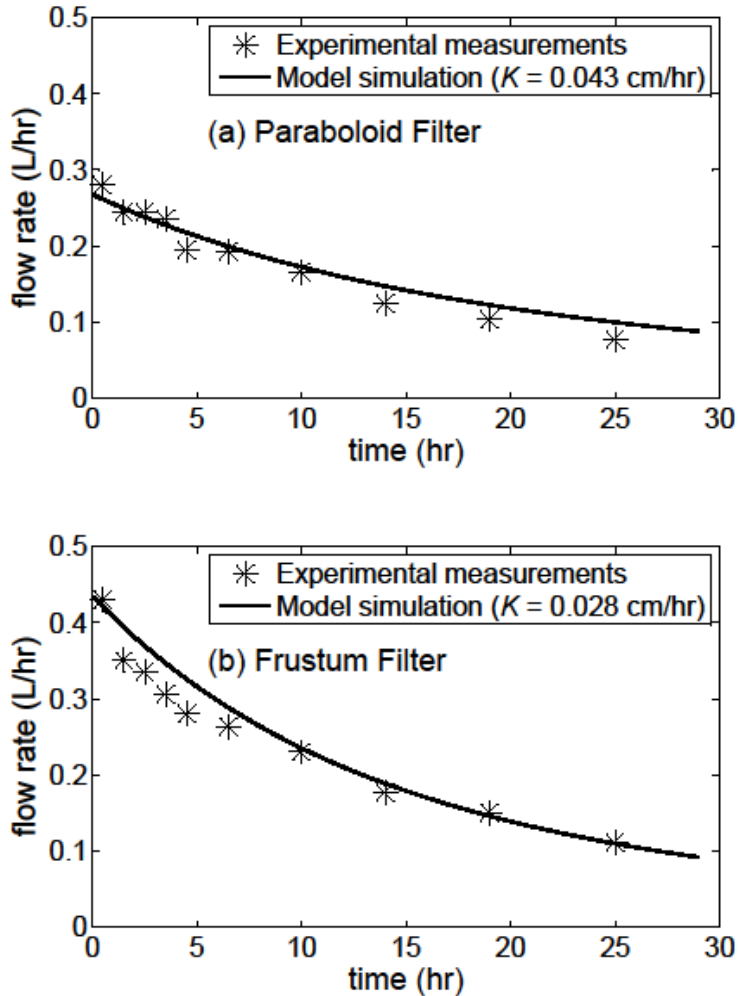 0.5
Experimental measurements
Model simulation (K = 0.043 cm/hr)
0.4
(a) Paraboloid Filter
0.3
flow rate (L/hr)
0.2
0.1
0
0 5 10 15 20 25 30
time (hr)
0.5
Experimental measurements
Model simulation (K = 0.028 cm/hr)
0.4
(b) Frustum Filter
0.3
flow rate (L/hr)
0.2
0.1
0
0 5 10 15 20 25 30
time (hr)